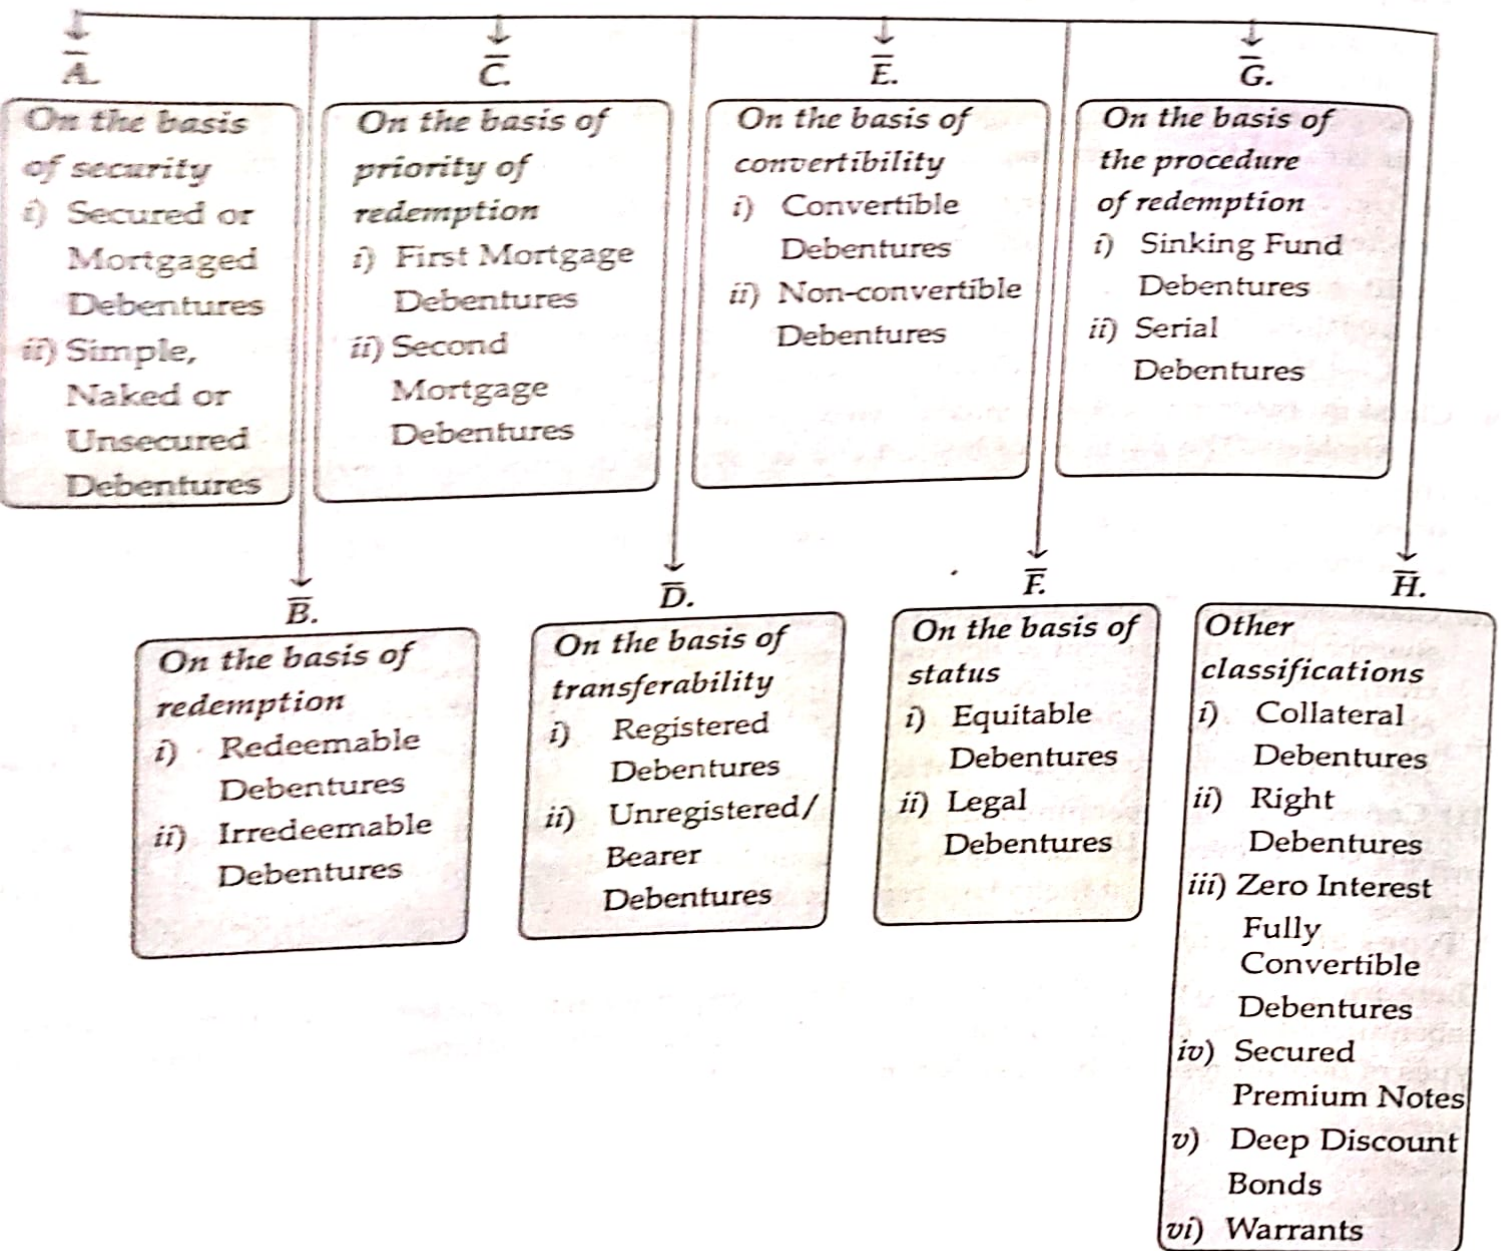 A.
On the basis
of security
i) Secured or
Mortgaged
Debentures
ii) Simple,
Naked or
Unsecured
Debentures
B.
On the basis of
redemption
i) Redeemable
Debentures
ii) Irredeemable
Debentures
C.
On the basis of
priority of
redemption
i) First Mortgage
Debentures
ii) Second
Mortgage
Debentures
D.
On the basis of
transferability
i) Registered
Debentures
ii) Unregistered/
Bearer
Debentures
E.
On the basis of
convertibility
i) Convertible
Debentures
ii) Non-convertible
Debentures
F.
On the basis of
status
i) Equitable
Debentures
ii) Legal
Debentures
G.
On the basis of
the procedure
of redemption
i) Sinking Fund
Debentures
ii) Serial
Debentures
H.
Other
classifications
i) Collateral
Debentures
ii) Right
Debentures
iii) Zero Interest
Fully
Convertible
Debentures
iv) Secured
Premium Notes
v) Deep Discount
Bonds
vi) Warrants